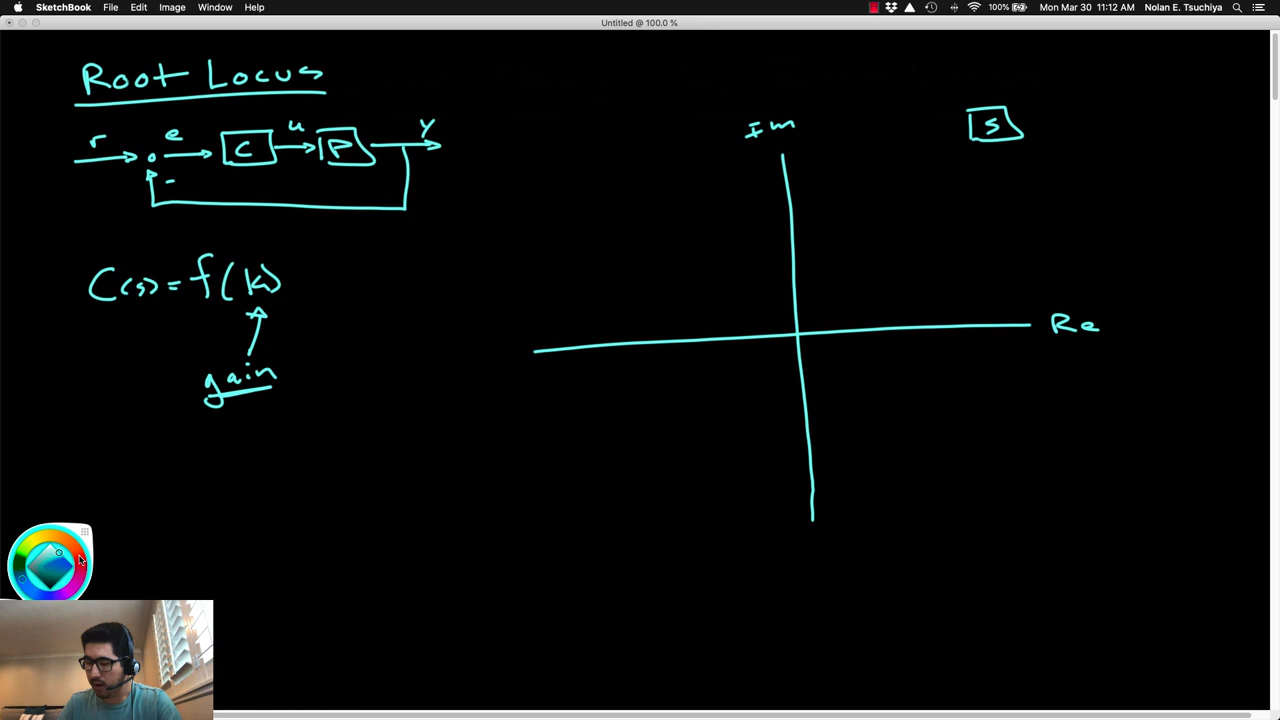 SketchBook File Edit Image Window Help 100% Mon Mar 30 11:12 AM Nolan E. Tsuchiya
Untitled @ 100.0 %
Root Locus
r e C u P y
-
C(s) = f(k)
gain
Im
S
Re